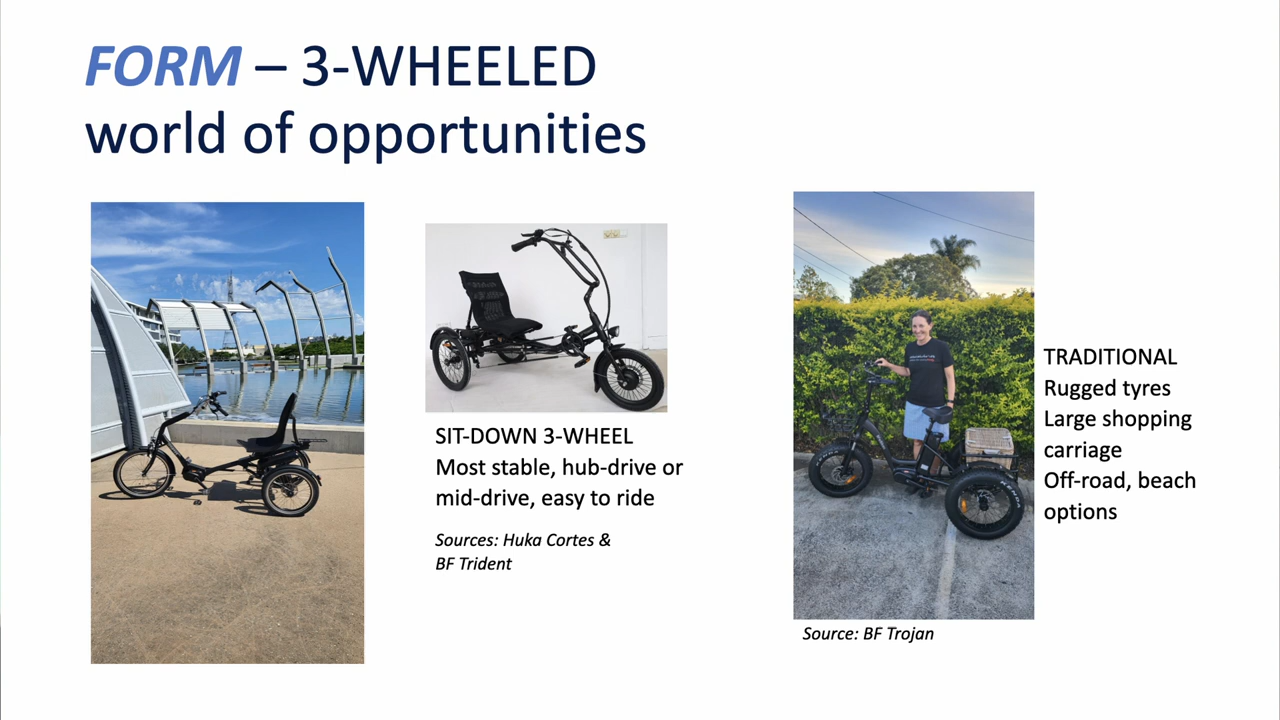 FORM – 3-WHEELED
world of opportunities
SIT-DOWN 3-WHEEL
Most stable, hub-drive or
mid-drive, easy to ride
Sources: Huka Cortes &
BF Trident
TRADITIONAL
Rugged tyres
Large shopping
carriage
Off-road, beach
options
Source: BF Trojan